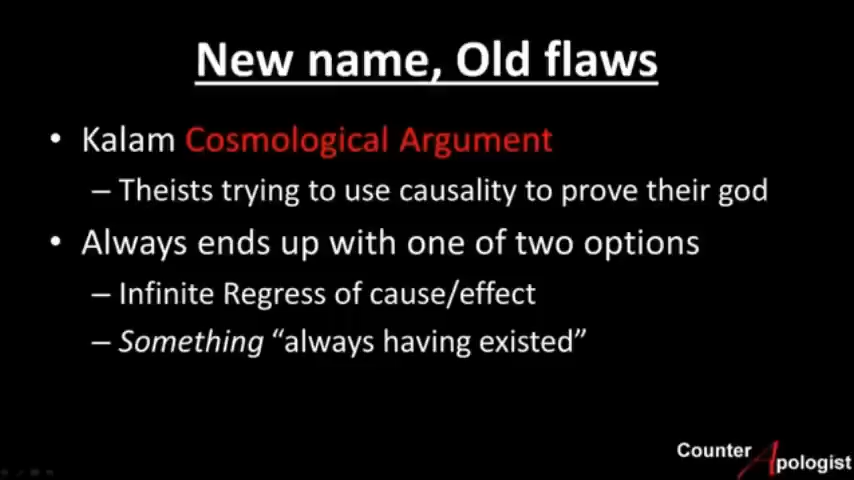 New name, Old flaws
• Kalam Cosmological Argument
– Theists trying to use causality to prove their god
• Always ends up with one of two options
– Infinite Regress of cause/effect
– Something “always having existed”
Counter Apologist